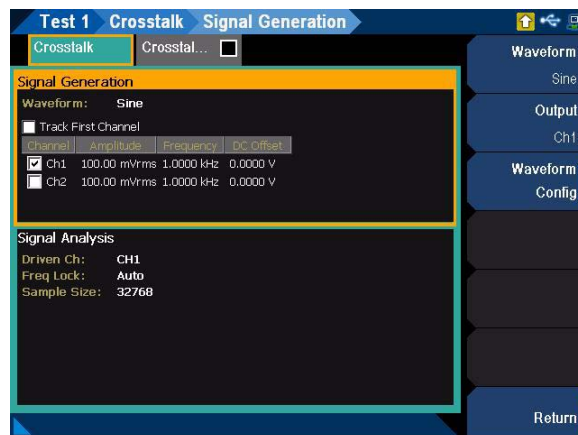 Test 1 Crosstalk Signal Generation
Crosstalk Crosstal...
Signal Generation
Waveform: Sine
Track First Channel
Channel Amplitude Frequency DC Offset
Ch1 100.00 mVrms 1.0000 kHz 0.0000 V
Ch2 100.00 mVrms 1.0000 kHz 0.0000 V
Signal Analysis
Driven Ch: CH1
Freq Lock: Auto
Sample Size: 32768
Waveform
Sine
Output
Ch1
Waveform
Config
Return